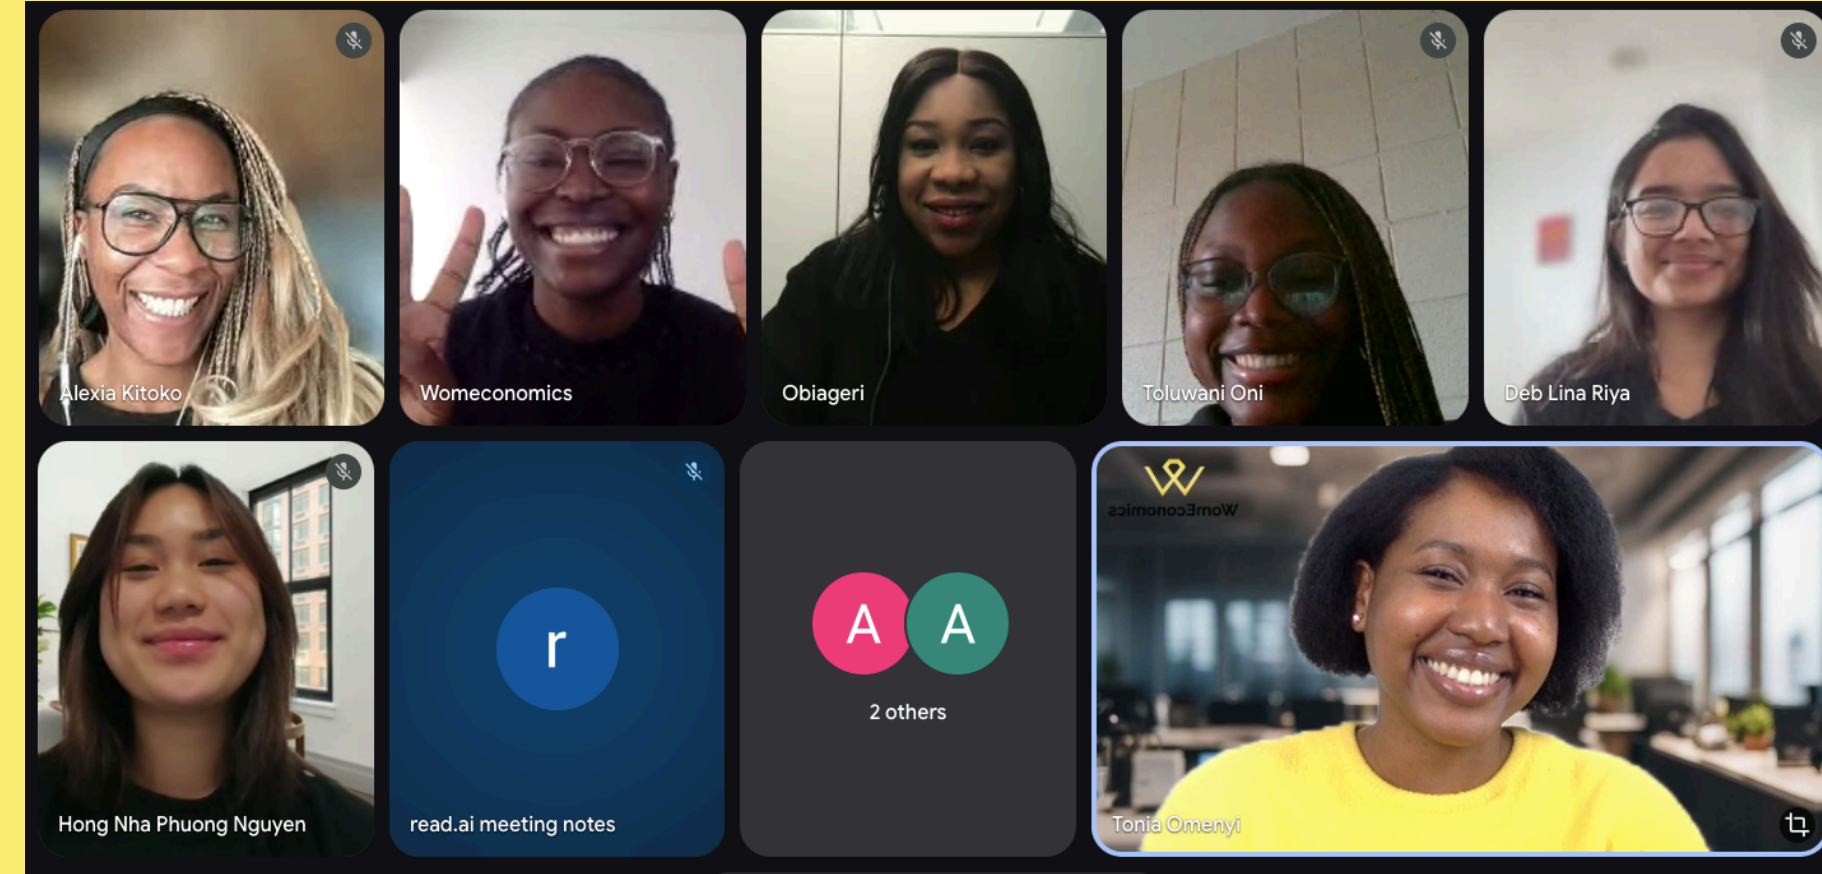 Alexia Kitoko
Womeconomics
Obiageri
Toluwani Oni
Deb Lina Riya
Hong Nha Phuong Nguyen
r
read.ai meeting notes
A A
2 others
WomEconomics
Tonia Omenyi